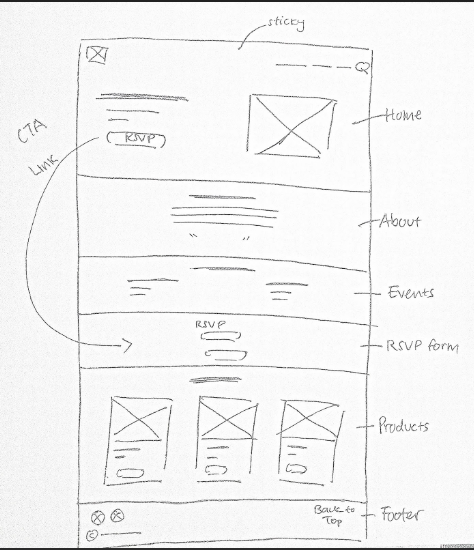 sticky
Home
CTA
Link
RSVP
About
Events
RSVP
RSVP form
Products
Back to
Top
Footer
©